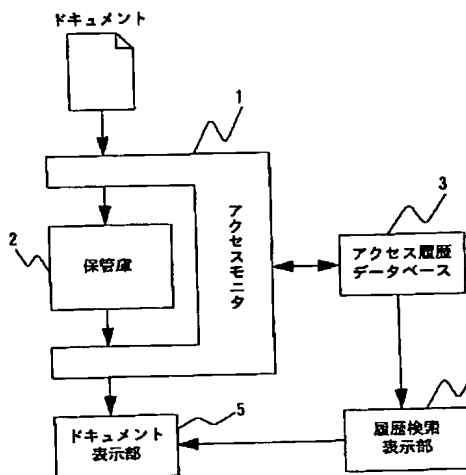 ドキュメント
1
アクセスモニタ
2
保管庫
3
アクセス履歴
データベース
5
ドキュメント
表示部
履歴検索
表示部